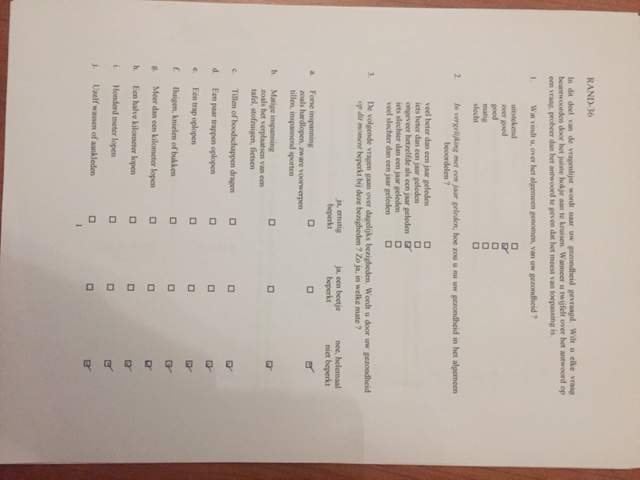 RAND-36
In dit deel van de vragenlijst wordt naar uw gezondheid gevraagd. Wilt u elke vraag
beantwoorden door het juiste hokje aan te kruisen. Wanneer u twijfelt over het antwoord op
een vraag, probeer dan het antwoord te geven dat het meest van toepassing is.
1. Wat vindt u, over het algemeen genomen, van uw gezondheid ?
uitstekend
zeer goed
goed
matig
slecht
2. In vergelijking met een jaar geleden, hoe zou u nu uw gezondheid in het algemeen
beoordelen ?
veel beter dan een jaar geleden
iets beter dan een jaar geleden
ongeveer hetzelfde als een jaar geleden
iets slechter dan een jaar geleden
veel slechter dan een jaar geleden
3. De volgende vragen gaan over dagelijks bezigheden. Wordt u door uw gezondheid
op dit moment beperkt bij deze bezigheden ? Zo ja, in welke mate ?
ja, ernstig ja, een beetje nee, helemaal
beperkt beperkt niet beperkt
a. Forse inspanning
zoals hardlopen, zware voorwerpen
tillen, inspannend sporten
b. Matige inspanning
zoals het verplaatsen van een
tafel, stofzuigen, fietsen
c. Tillen of boodschappen dragen
d. Een paar trappen oplopen
e. Een trap oplopen
f. Buigen, knielen of bukken
g. Meer dan een kilometer lopen
h. Een halve kilometer lopen
i. Honderd meter lopen
j. Uzelf wassen of aankleden
1